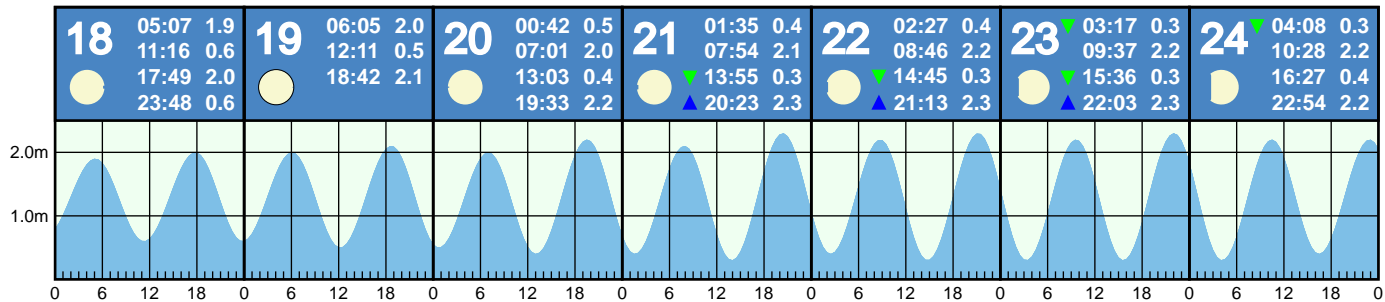 18 05:07 1.9
11:16 0.6
17:49 2.0
23:48 0.6
19 06:05 2.0
12:11 0.5
18:42 2.1
20 00:42 0.5
07:01 2.0
13:03 0.4
19:33 2.2
21 01:35 0.4
07:54 2.1
▼ 13:55 0.3
▲ 20:23 2.3
22 02:27 0.4
08:46 2.2
▼ 14:45 0.3
▲ 21:13 2.3
23 ▼ 03:17 0.3
09:37 2.2
▼ 15:36 0.3
▲ 22:03 2.3
24 ▼ 04:08 0.3
10:28 2.2
16:27 0.4
22:54 2.2
2.0m
1.0m
0 6 12 18 0 6 12 18 0 6 12 18 0 6 12 18 0 6 12 18 0 6 12 18 0 6 12 18 0